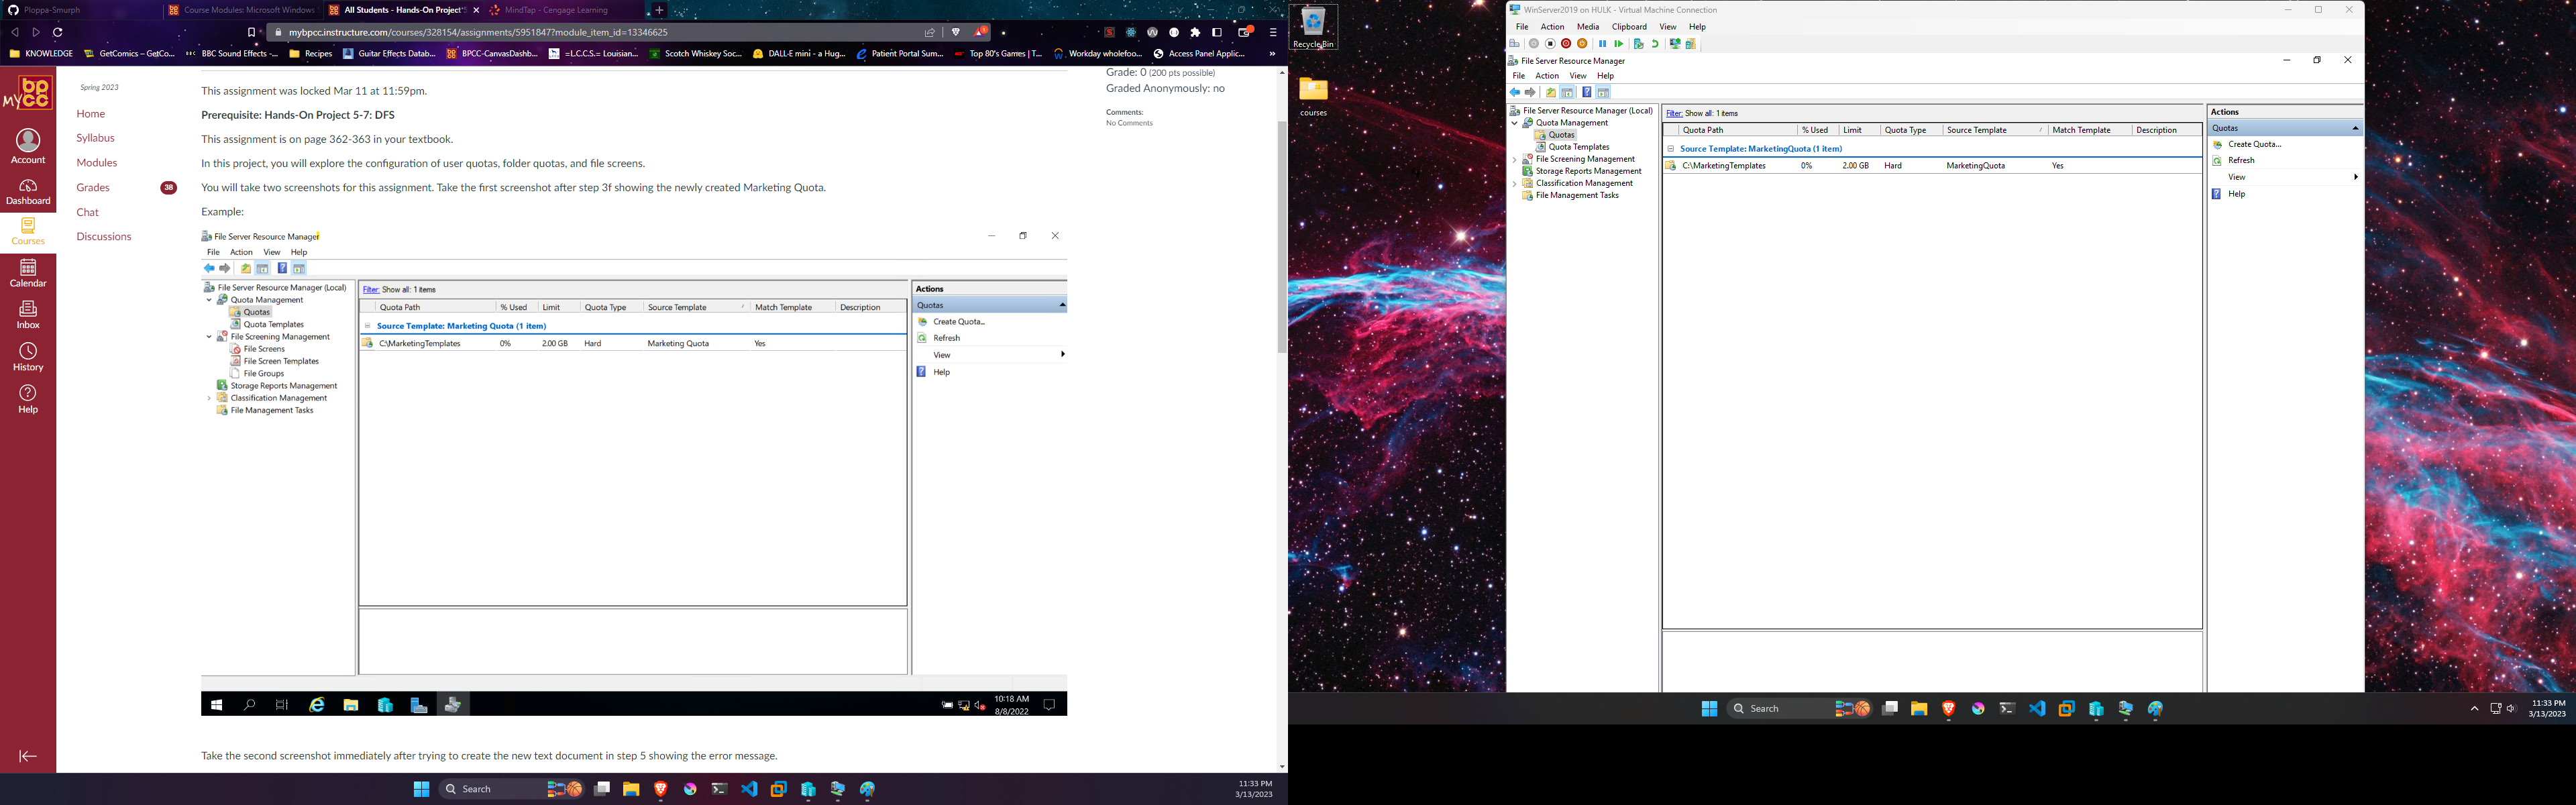 Ploppa-Smurph
Course Modules: Microsoft Windows S
All Students - Hands-On Project 5-
MindTap - Cengage Learning
mybpcc.instructure.com/courses/328154/assignments/5951847?module_item_id=13346625
KNOWLEDGE
GetComics – GetCo...
BBC Sound Effects -...
Recipes
Guitar Effects Datab...
BPCC-CanvasDashb...
=L.C.C.S.= Louisian...
Scotch Whiskey Soc...
DALL·E mini - a Hug...
Patient Portal Sum...
Top 80's Games | T...
Workday wholefoo...
Access Panel Applic...
»
MY bp cc
Account
Dashboard
Courses
Calendar
Inbox
History
Help
Spring 2023
Home
Syllabus
Modules
Grades
38
Chat
Discussions
Grade: 0 (200 pts possible)
Graded Anonymously: no
Comments:
No Comments
This assignment was locked Mar 11 at 11:59pm.
Prerequisite: Hands-On Project 5-7: DFS
This assignment is on page 362-363 in your textbook.
In this project, you will explore the configuration of user quotas, folder quotas, and file screens.
You will take two screenshots for this assignment. Take the first screenshot after step 3f showing the newly created Marketing Quota.
Example:
File Server Resource Manager
File Action View Help
File Server Resource Manager (Local)
Quota Management
Quotas
Quota Templates
File Screening Management
File Screens
File Screen Templates
File Groups
Storage Reports Management
Classification Management
File Management Tasks
Filter: Show all: 1 items
Quota Path % Used Limit Quota Type Source Template Match Template Description
Source Template: Marketing Quota (1 item)
C:\MarketingTemplates 0% 2.00 GB Hard Marketing Quota Yes
Actions
Quotas
Create Quota...
Refresh
View
Help
10:18 AM
8/8/2022
Take the second screenshot immediately after trying to create the new text document in step 5 showing the error message.
Search
11:33 PM
3/13/2023
Recycle Bin
courses
WinServer2019 on HULK - Virtual Machine Connection
File Action Media Clipboard View Help
File Server Resource Manager
File Action View Help
File Server Resource Manager (Local)
Quota Management
Quotas
Quota Templates
File Screening Management
Storage Reports Management
Classification Management
File Management Tasks
Filter: Show all: 1 items
Quota Path % Used Limit Quota Type Source Template Match Template Description
Source Template: MarketingQuota (1 item)
C:\MarketingTemplates 0% 2.00 GB Hard MarketingQuota Yes
Actions
Quotas
Create Quota...
Refresh
View
Help
Search
11:33 PM
3/13/2023